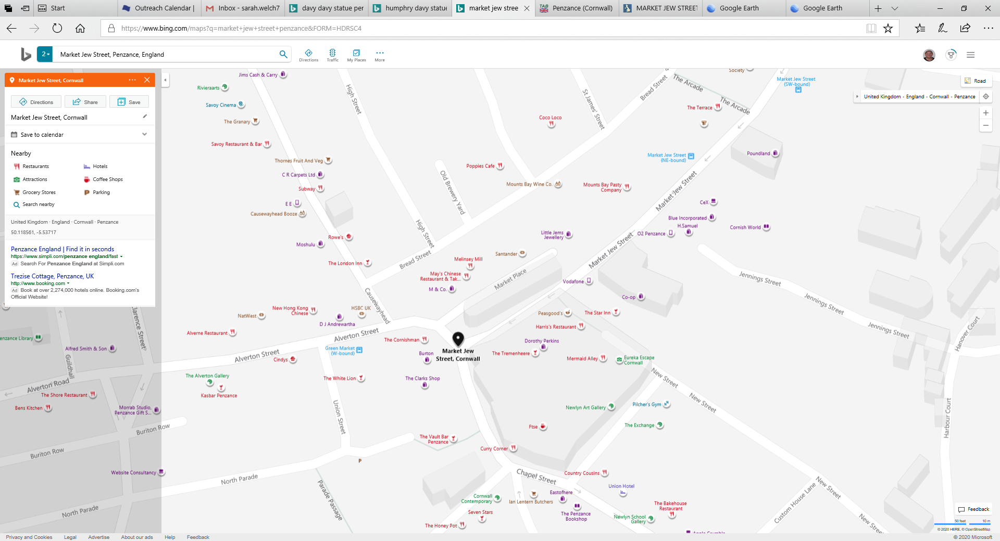 Start
Outreach Calendar |
Inbox - sarah.welch7
davy davy statue per
humphry davy statue
market jew stree
Penzance (Cornwall)
MARKET JEW STREET
Google Earth
Google Earth
https://www.bing.com/maps?q=market+jew+street+penzance&FORM=HDRSC4
2
Market Jew Street, Penzance, England
Directions
Traffic
My Places
More
Market Jew Street, Cornwall
Directions
Share
Save
Market Jew Street, Cornwall
Save to calendar
Nearby
Restaurants
Hotels
Attractions
Coffee Shops
Grocery Stores
Parking
Search nearby
United Kingdom · England · Cornwall · Penzance
50.118561, -5.53717
Penzance England | Find it in seconds
https://www.simpli.com/penzance england/fast
Ad Search For Penzance England at Simpli.com
Trezise Cottage, Penzance, UK
http://www.booking.com
Ad Book at over 2,274,000 hotels online. Booking.com's
Official Website!
Road
United Kingdom · England · Cornwall · Penzance
Jims Cash & Carry
Rivieraarts
Savoy Cinema
The Granary
Savoy Restaurant & Bar
Thornes Fruit And Veg
C R Carpets Ltd
Subway
E E
Causewayhead Booze
Rowe's
Moshulu
The London Inn
High Street
High Street
Old Brewery Yard
St James' Street
Bread Street
Bread Street
Society
The Arcade
The Arcade
Market Jew Street
(SW-bound)
The Terrace
Coco Loco
Market Jew Street
(NE-bound)
Poundland
Poppies Cafe
Mounts Bay Wine Co.
Mounts Bay Pasty
Company
Market Jew Street
Market Jew Street
CeX
Blue Incorporated
H.Samuel
O2 Penzance
Cornish World
Little Jems
Jewellery
Santander
Melinsey Mill
May's Chinese
Restaurant & Tak...
M & Co.
Market Place
Vodafone
Co-op
Jennings Street
Jennings Street
Jennings Street
Hanover Court
Harbour Court
Causewayhead
New Hong Kong
Chinese
HSBC UK
NatWest
D J Andrewartha
Alverne Restaurant
Alverton Street
Alverton Street
Alverton Road
Green Market
(W-bound)
The Cornishman
Burton
Market Jew
Street, Cornwall
Peasgood's
The Star Inn
Harris's Restaurant
Dorothy Perkins
The Tremenheere
Mermaid Alley
Eureka Escape
Cornwall
Cindys
The White Lion
The Clarks Shop
The Alverton Gallery
Kasbar Penzance
Clarence Street
enzance Library
Alfred Smith & Son
Guildhall
The Shore Restaurant
Bens Kitchen
Morrab Studio,
Penzance Gift S...
Buriton Row
Buriton Row
Website Consultancy
Union Street
The Vault Bar
Penzance
P
North Parade
North Parade
Parade Passage
New Street
New Street
New Street
New Street
Newlyn Art Gallery
Pilcher's Gym
The Exchange
Ftse
Curry Corner
Chapel Street
Country Cousins
Union Hotel
Eastofhere
Ian Lentern Butchers
The Penzance
Bookshop
The Bakehouse
Restaurant
Newlyn School
Gallery
Cornwall
Contemporary
Seven Stars
The Honey Pot
Custom House Lane
Apple Crumble
Feedback
50 feet
10 m
© 2020 HERE, © OpenStreetMap
Privacy and Cookies
Legal
Advertise
About our ads
Help
Feedback
© 2020 Microsoft